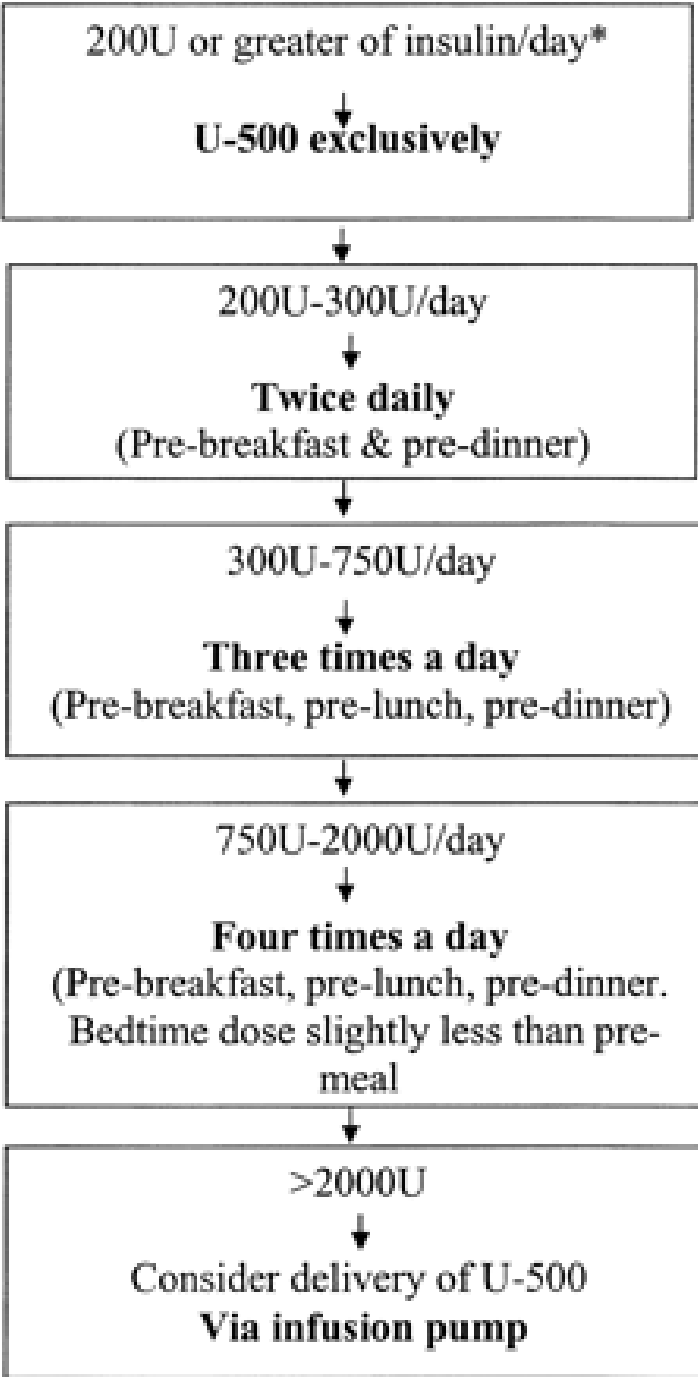 200U or greater of insulin/day*
U-500 exclusively
200U-300U/day
Twice daily
(Pre-breakfast & pre-dinner)
300U-750U/day
Three times a day
(Pre-breakfast, pre-lunch, pre-dinner)
750U-2000U/day
Four times a day
(Pre-breakfast, pre-lunch, pre-dinner.
Bedtime dose slightly less than pre-
meal
>2000U
Consider delivery of U-500
Via infusion pump